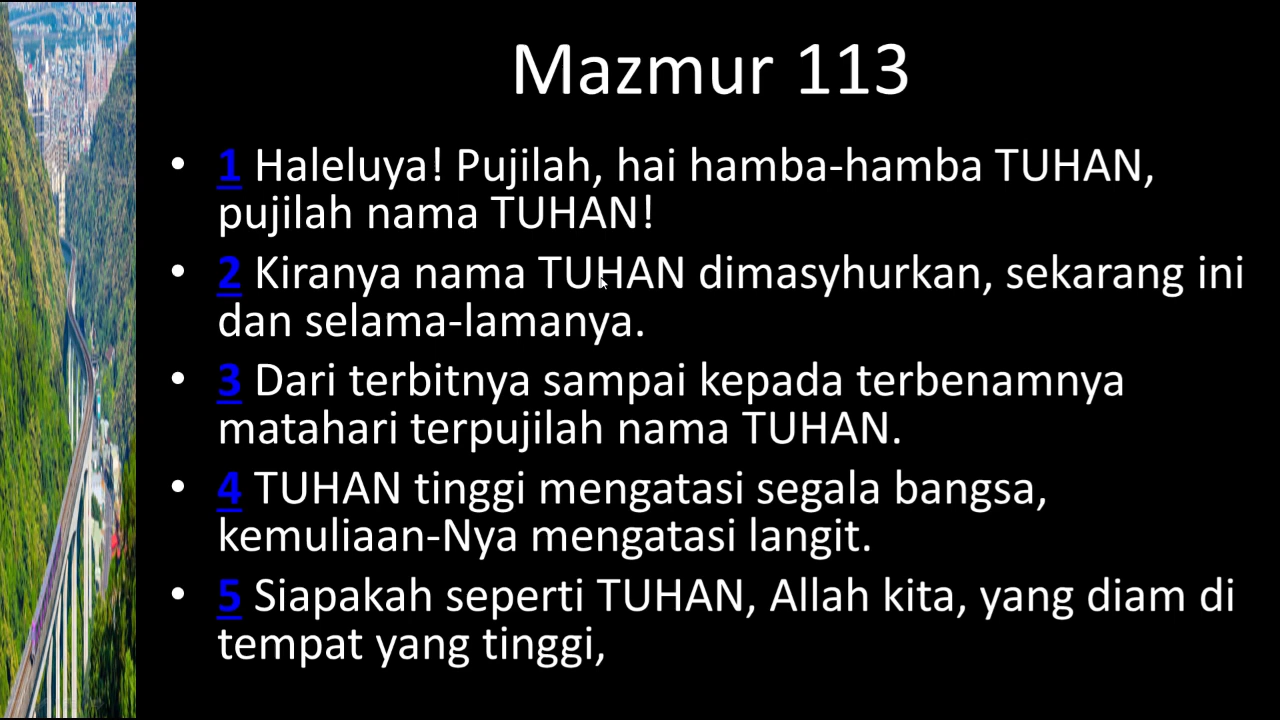 Mazmur 113
• 1 Haleluya! Pujilah, hai hamba-hamba TUHAN,
pujilah nama TUHAN!
• 2 Kiranya nama TUHAN dimasyhurkan, sekarang ini
dan selama-lamanya.
• 3 Dari terbitnya sampai kepada terbenamnya
matahari terpujilah nama TUHAN.
• 4 TUHAN tinggi mengatasi segala bangsa,
kemuliaan-Nya mengatasi langit.
• 5 Siapakah seperti TUHAN, Allah kita, yang diam di
tempat yang tinggi,